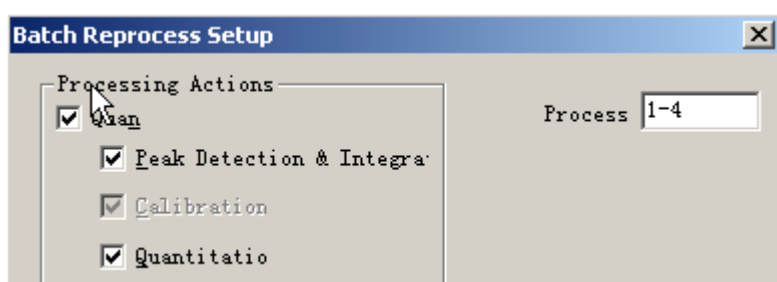 Batch Reprocess Setup
Processing Actions
Quan
Process 1-4
Peak Detection & Integra
Calibration
Quantitatio